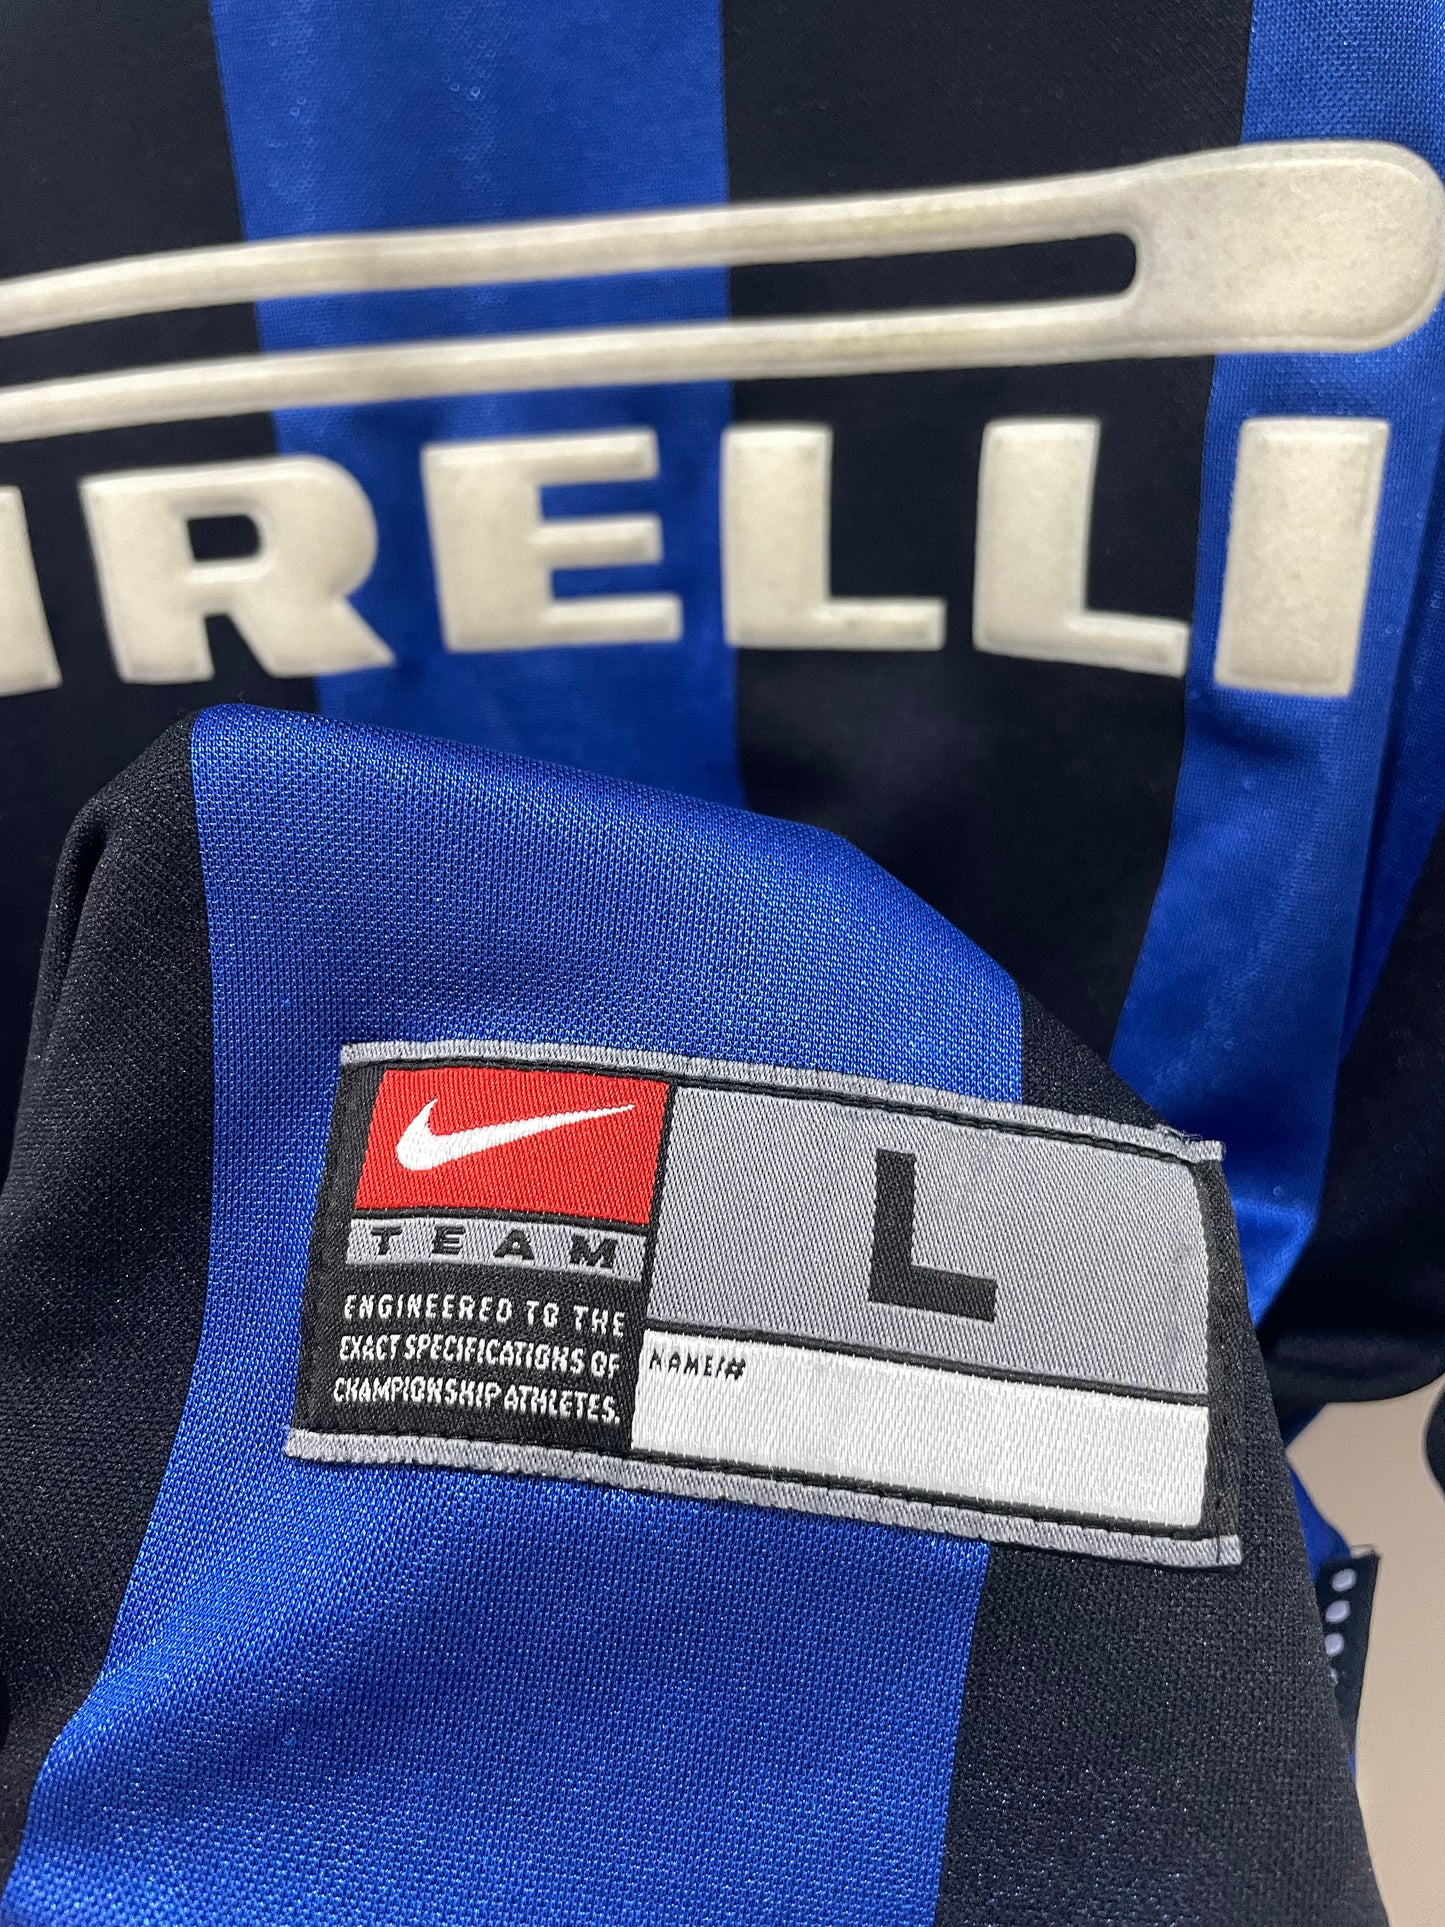 IRELLI
TEAM
L
ENGINEERED TO THE
EXACT SPECIFICATIONS OF
CHAMPIONSHIP ATHLETES.
NAME/#